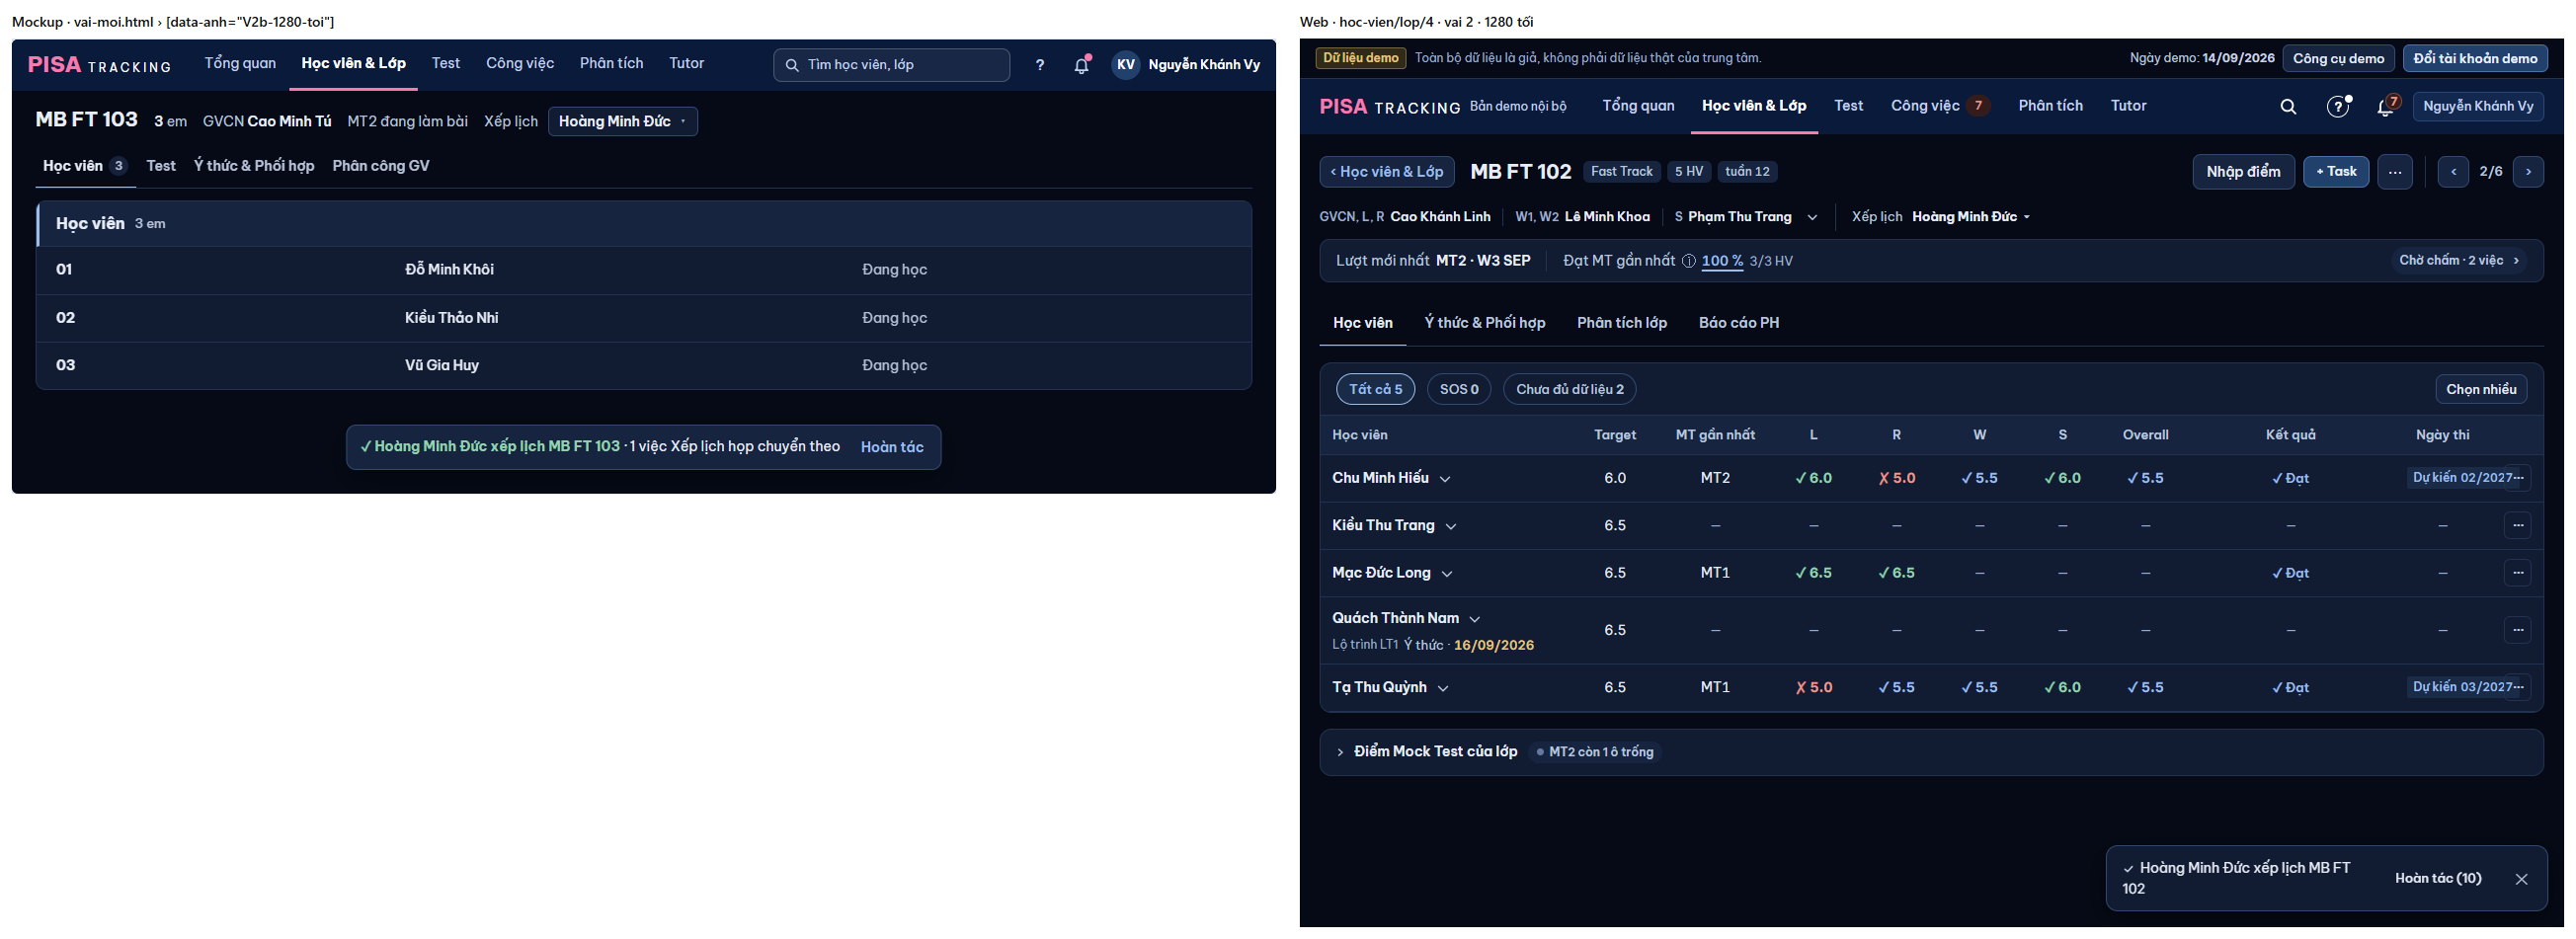 Mockup · vai-moi.html › [data-anh="V2b-1280-toi"]
PISA TRACKING Tổng quan Học viên & Lớp Test Công việc Phân tích Tutor Tìm học viên, lớp ? KV Nguyễn Khánh Vy
MB FT 103 3 em GVCN Cao Minh Tú MT2 đang làm bài Xếp lịch Hoàng Minh Đức
Học viên 3 Test Ý thức & Phối hợp Phân công GV
Học viên 3 em
01 Đỗ Minh Khôi Đang học
02 Kiều Thảo Nhi Đang học
03 Vũ Gia Huy Đang học
✓ Hoàng Minh Đức xếp lịch MB FT 103 · 1 việc Xếp lịch họp chuyển theo Hoàn tác
Web · hoc-vien/lop/4 · vai 2 · 1280 tối
Dữ liệu demo Toàn bộ dữ liệu là giả, không phải dữ liệu thật của trung tâm. Ngày demo: 14/09/2026 Công cụ demo Đổi tài khoản demo
PISA TRACKING Bản demo nội bộ Tổng quan Học viên & Lớp Test Công việc 7 Phân tích Tutor ? 7 Nguyễn Khánh Vy
‹ Học viên & Lớp MB FT 102 Fast Track 5 HV tuần 12 Nhập điểm + Task ··· ‹ 2/6 ›
GVCN, L, R Cao Khánh Linh W1, W2 Lê Minh Khoa S Phạm Thu Trang Xếp lịch Hoàng Minh Đức
Lượt mới nhất MT2 · W3 SEP Đạt MT gần nhất ⓘ 100 % 3/3 HV Chờ chấm · 2 việc ›
Học viên Ý thức & Phối hợp Phân tích lớp Báo cáo PH
Tất cả 5 SOS 0 Chưa đủ dữ liệu 2 Chọn nhiều
Học viên Target MT gần nhất L R W S Overall Kết quả Ngày thi
Chu Minh Hiếu 6.0 MT2 ✓ 6.0 ✗ 5.0 ✓ 5.5 ✓ 6.0 ✓ 5.5 ✓ Đạt Dự kiến 02/2027 ···
Kiều Thu Trang 6.5 – – – – – – – – ···
Mạc Đức Long 6.5 MT1 ✓ 6.5 ✓ 6.5 – – – ✓ Đạt – ···
Quách Thành Nam 6.5 – – – – – – – – ···
Lộ trình LT1 Ý thức · 16/09/2026
Tạ Thu Quỳnh 6.5 MT1 ✗ 5.0 ✓ 5.5 ✓ 5.5 ✓ 6.0 ✓ 5.5 ✓ Đạt Dự kiến 03/2027 ···
› Điểm Mock Test của lớp MT2 còn 1 ô trống
✓ Hoàng Minh Đức xếp lịch MB FT
102
Hoàn tác (10)